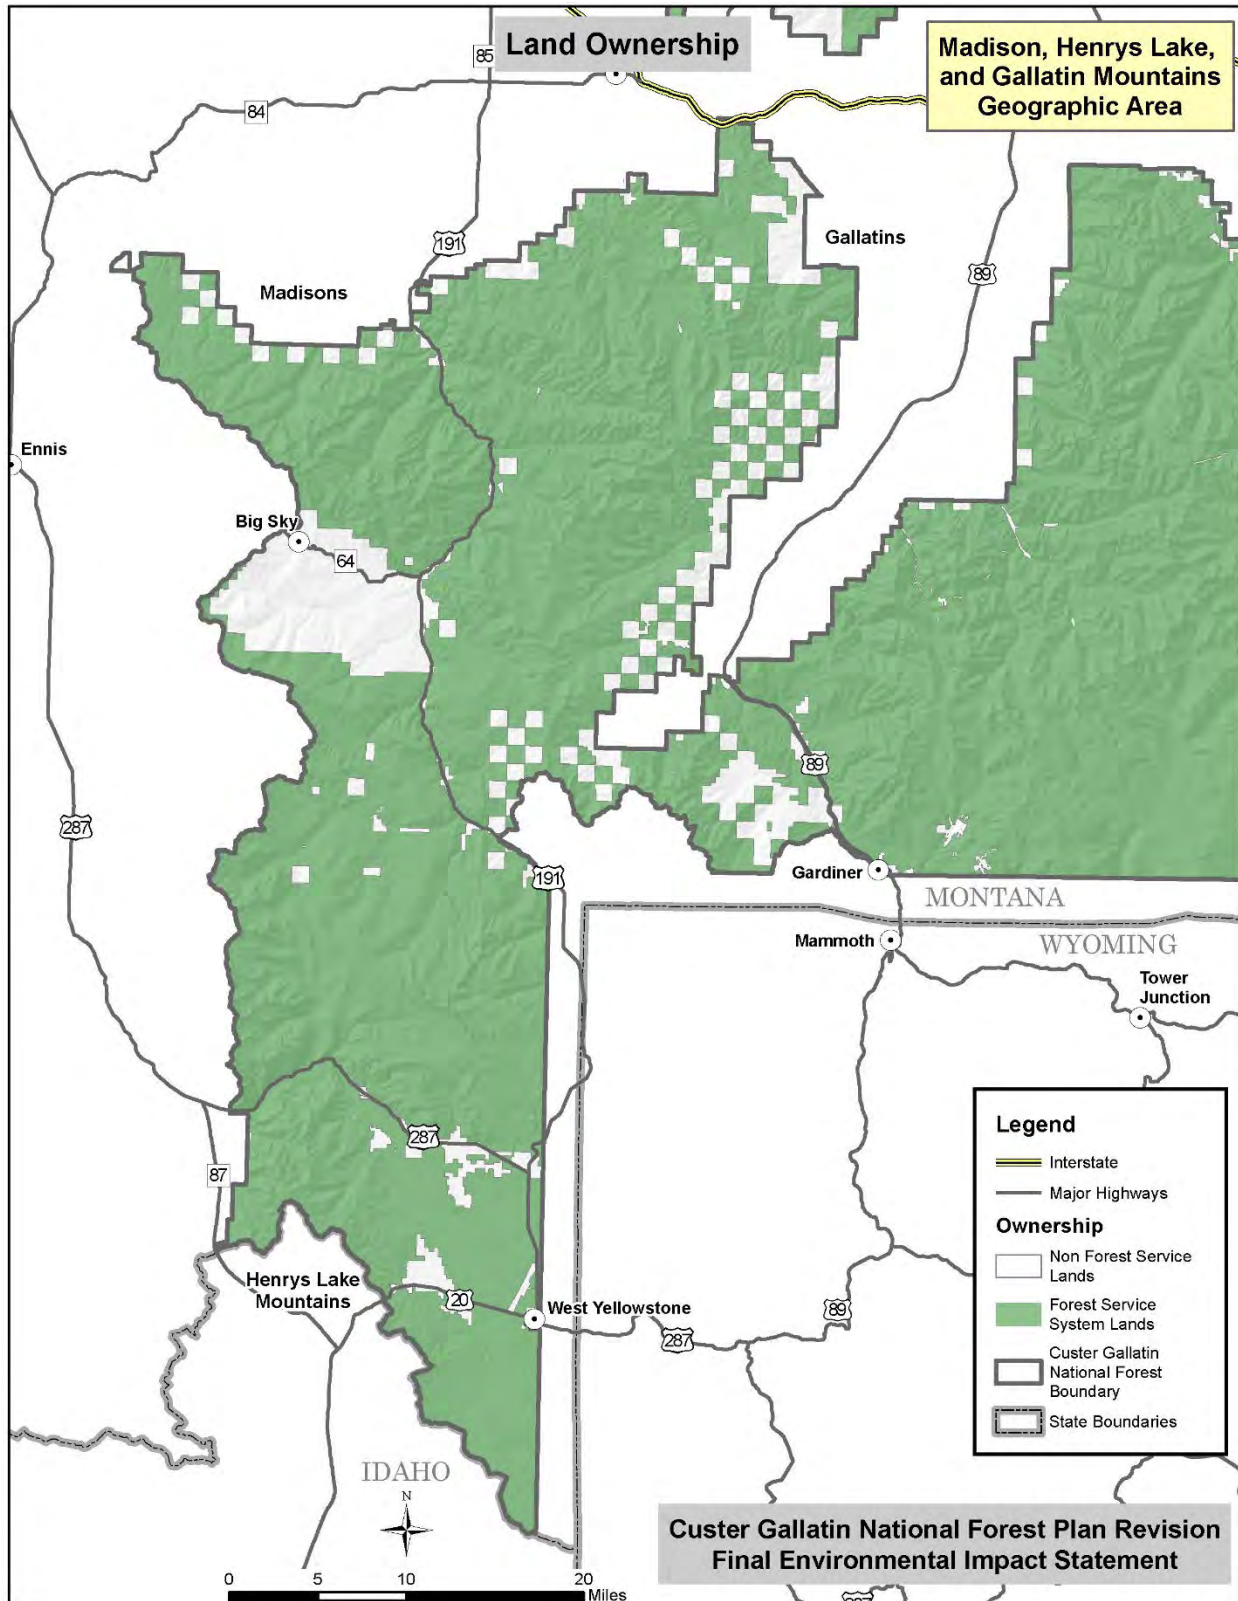 Land Ownership
Madison, Henrys Lake,
and Gallatin Mountains
Geographic Area
85
84
191
89
Gallatins
Madisons
Ennis
Big Sky
64
287
89
191
Gardiner
MONTANA
WYOMING
Mammoth
Tower
Junction
287
87
Henrys Lake
Mountains
20
West Yellowstone
287
89
IDAHO
N
Legend
Interstate
Major Highways
Ownership
Non Forest Service
Lands
Forest Service
System Lands
Custer Gallatin
National Forest
Boundary
State Boundaries
Custer Gallatin National Forest Plan Revision
Final Environmental Impact Statement
0 5 10 20
Miles